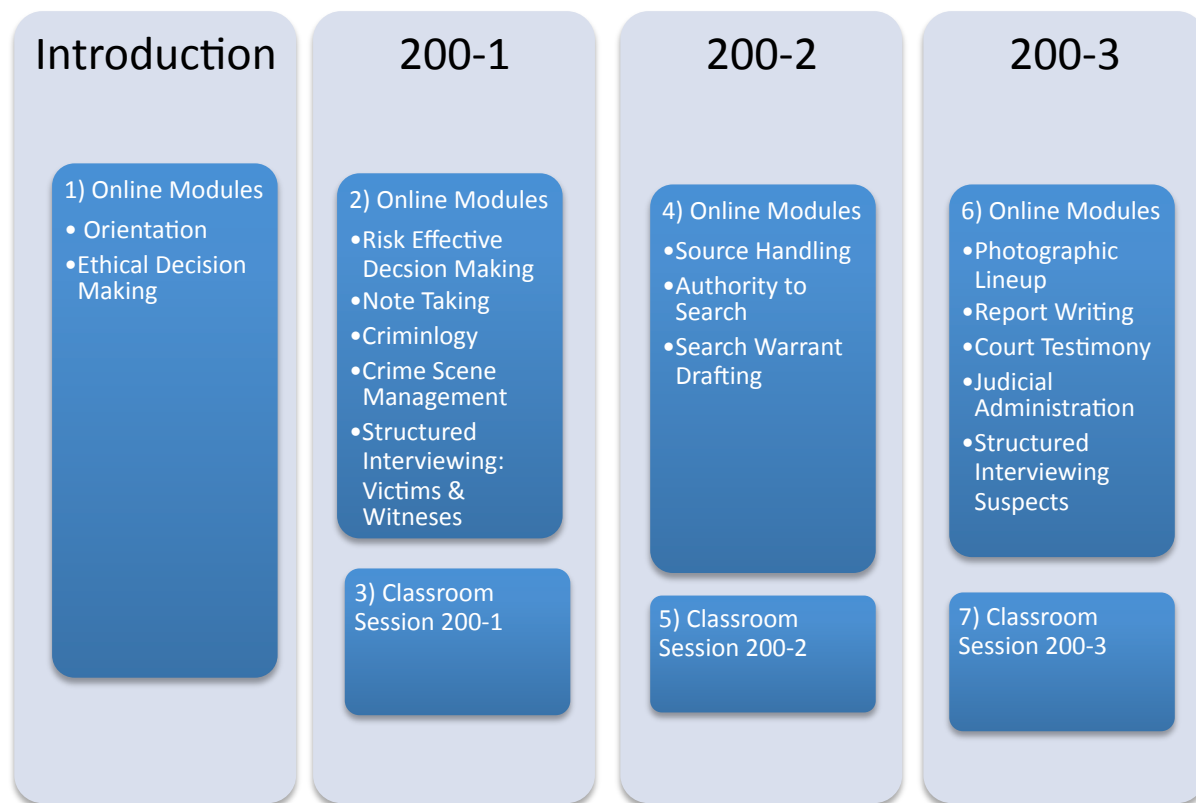 Introduction
1) Online Modules
• Orientation
•Ethical Decision
Making
200-1
2) Online Modules
•Risk Effective
Decsion Making
•Note Taking
•Criminlogy
•Crime Scene
Management
•Structured
Interviewing:
Victims &
Witneses
3) Classroom
Session 200-1
200-2
4) Online Modules
•Source Handling
•Authority to
Search
•Search Warrant
Drafting
5) Classroom
Session 200-2
200-3
6) Online Modules
•Photographic
Lineup
•Report Writing
•Court Testimony
•Judicial
Administration
•Structured
Interviewing
Suspects
7) Classroom
Session 200-3